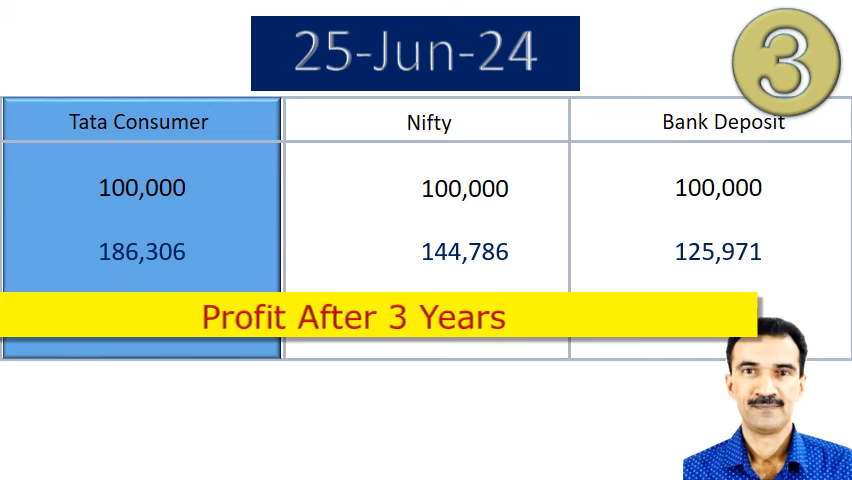 25-Jun-24
3
Tata Consumer Nifty Bank Deposit
100,000 100,000 100,000
186,306 144,786 125,971
Profit After 3 Years